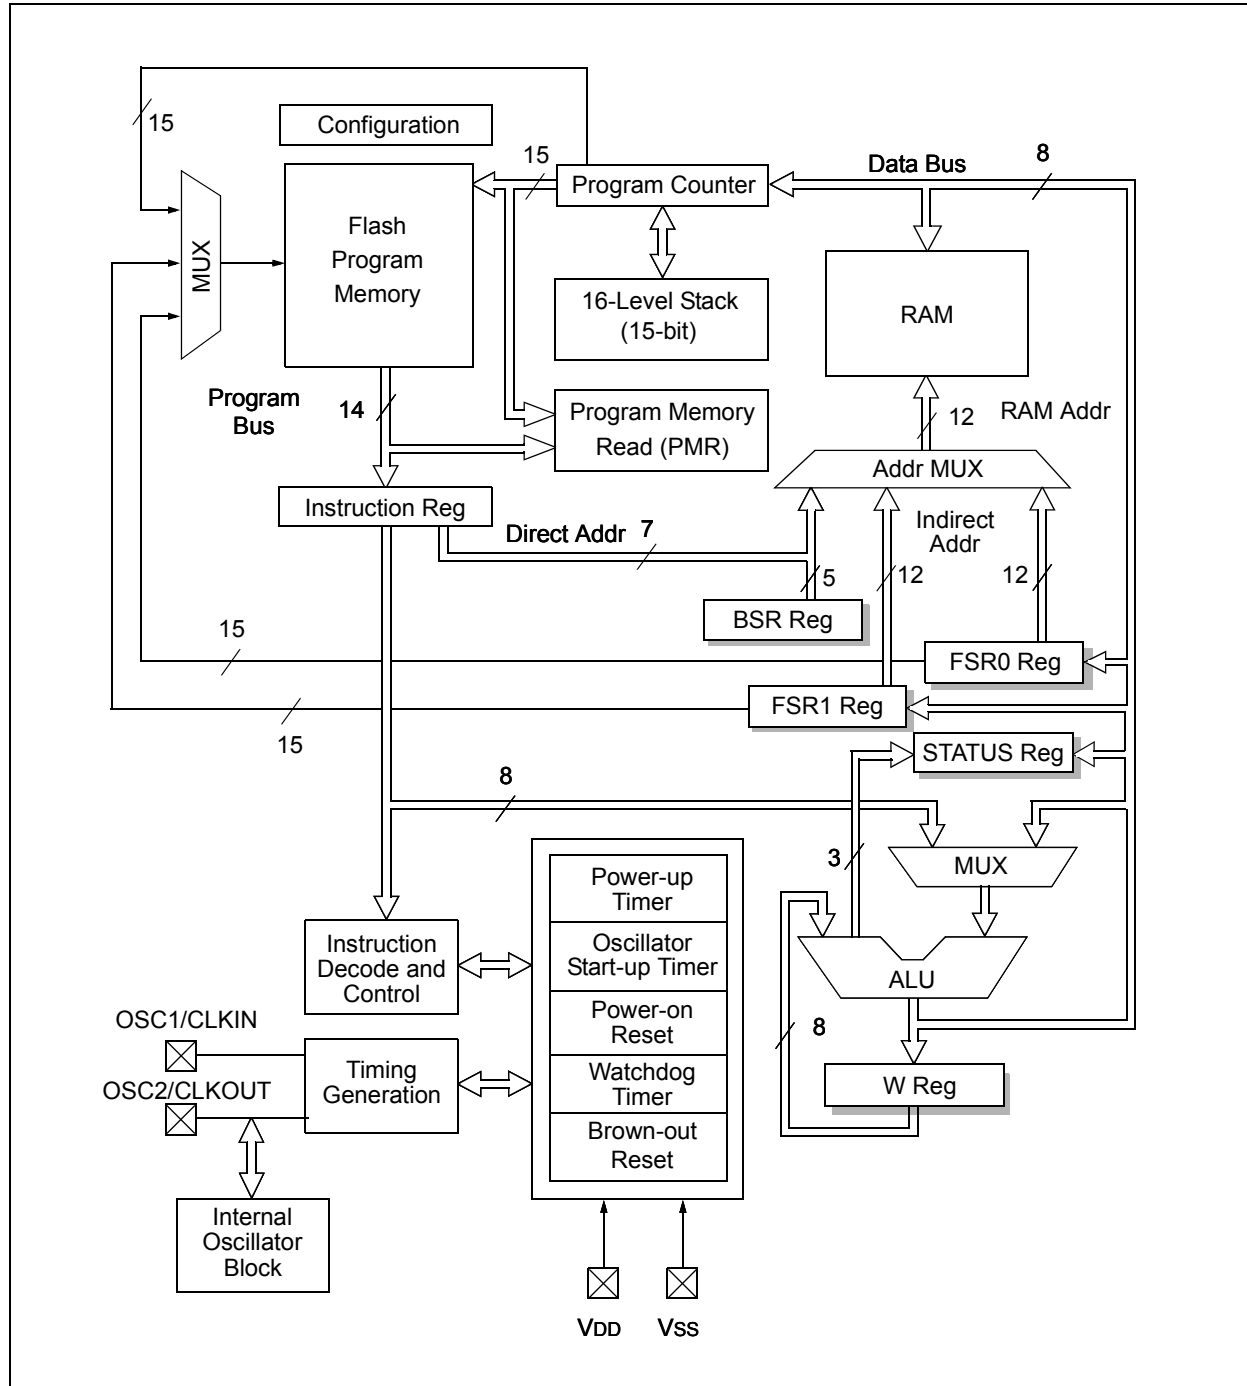 15
Configuration
15
Program Counter
Data Bus
8
MUX
Flash
Program
Memory
16-Level Stack
(15-bit)
RAM
Program
Bus
14
Program Memory
Read (PMR)
12
RAM Addr
Addr MUX
Instruction Reg
Direct Addr
7
Indirect
Addr
5
12
12
BSR Reg
15
FSR0 Reg
FSR1 Reg
15
STATUS Reg
8
3
MUX
Power-up
Timer
Instruction
Decode and
Control
Oscillator
Start-up Timer
ALU
OSC1/CLKIN
Power-on
Reset
8
Timing
Generation
Watchdog
Timer
W Reg
OSC2/CLKOUT
Brown-out
Reset
Internal
Oscillator
Block
VDD
VSS